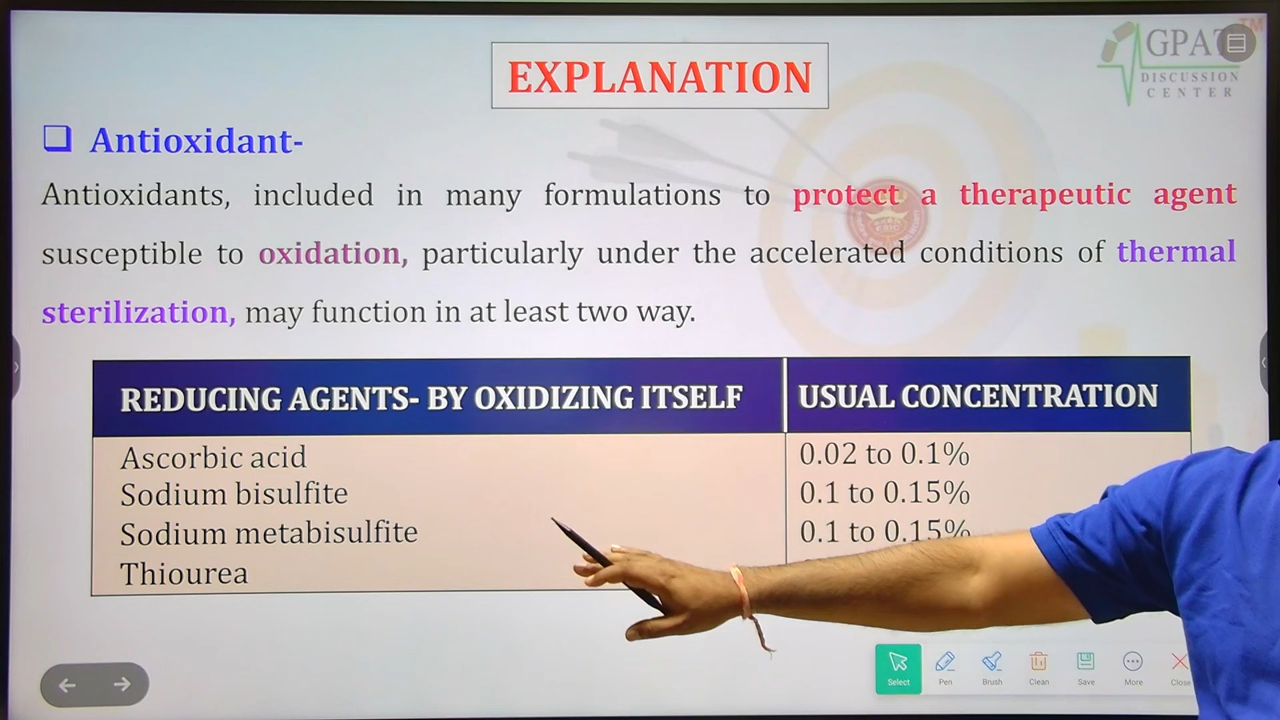 EXPLANATION
GPAT
TM
DISCUSSION
CENTER
❑ Antioxidant-
Antioxidants, included in many formulations to protect a therapeutic agent
susceptible to oxidation, particularly under the accelerated conditions of thermal
sterilization, may function in at least two way.
REDUCING AGENTS- BY OXIDIZING ITSELF USUAL CONCENTRATION
Ascorbic acid 0.02 to 0.1%
Sodium bisulfite 0.1 to 0.15%
Sodium metabisulfite 0.1 to 0.15%
Thiourea
Select Pen Brush Clean Save More Close